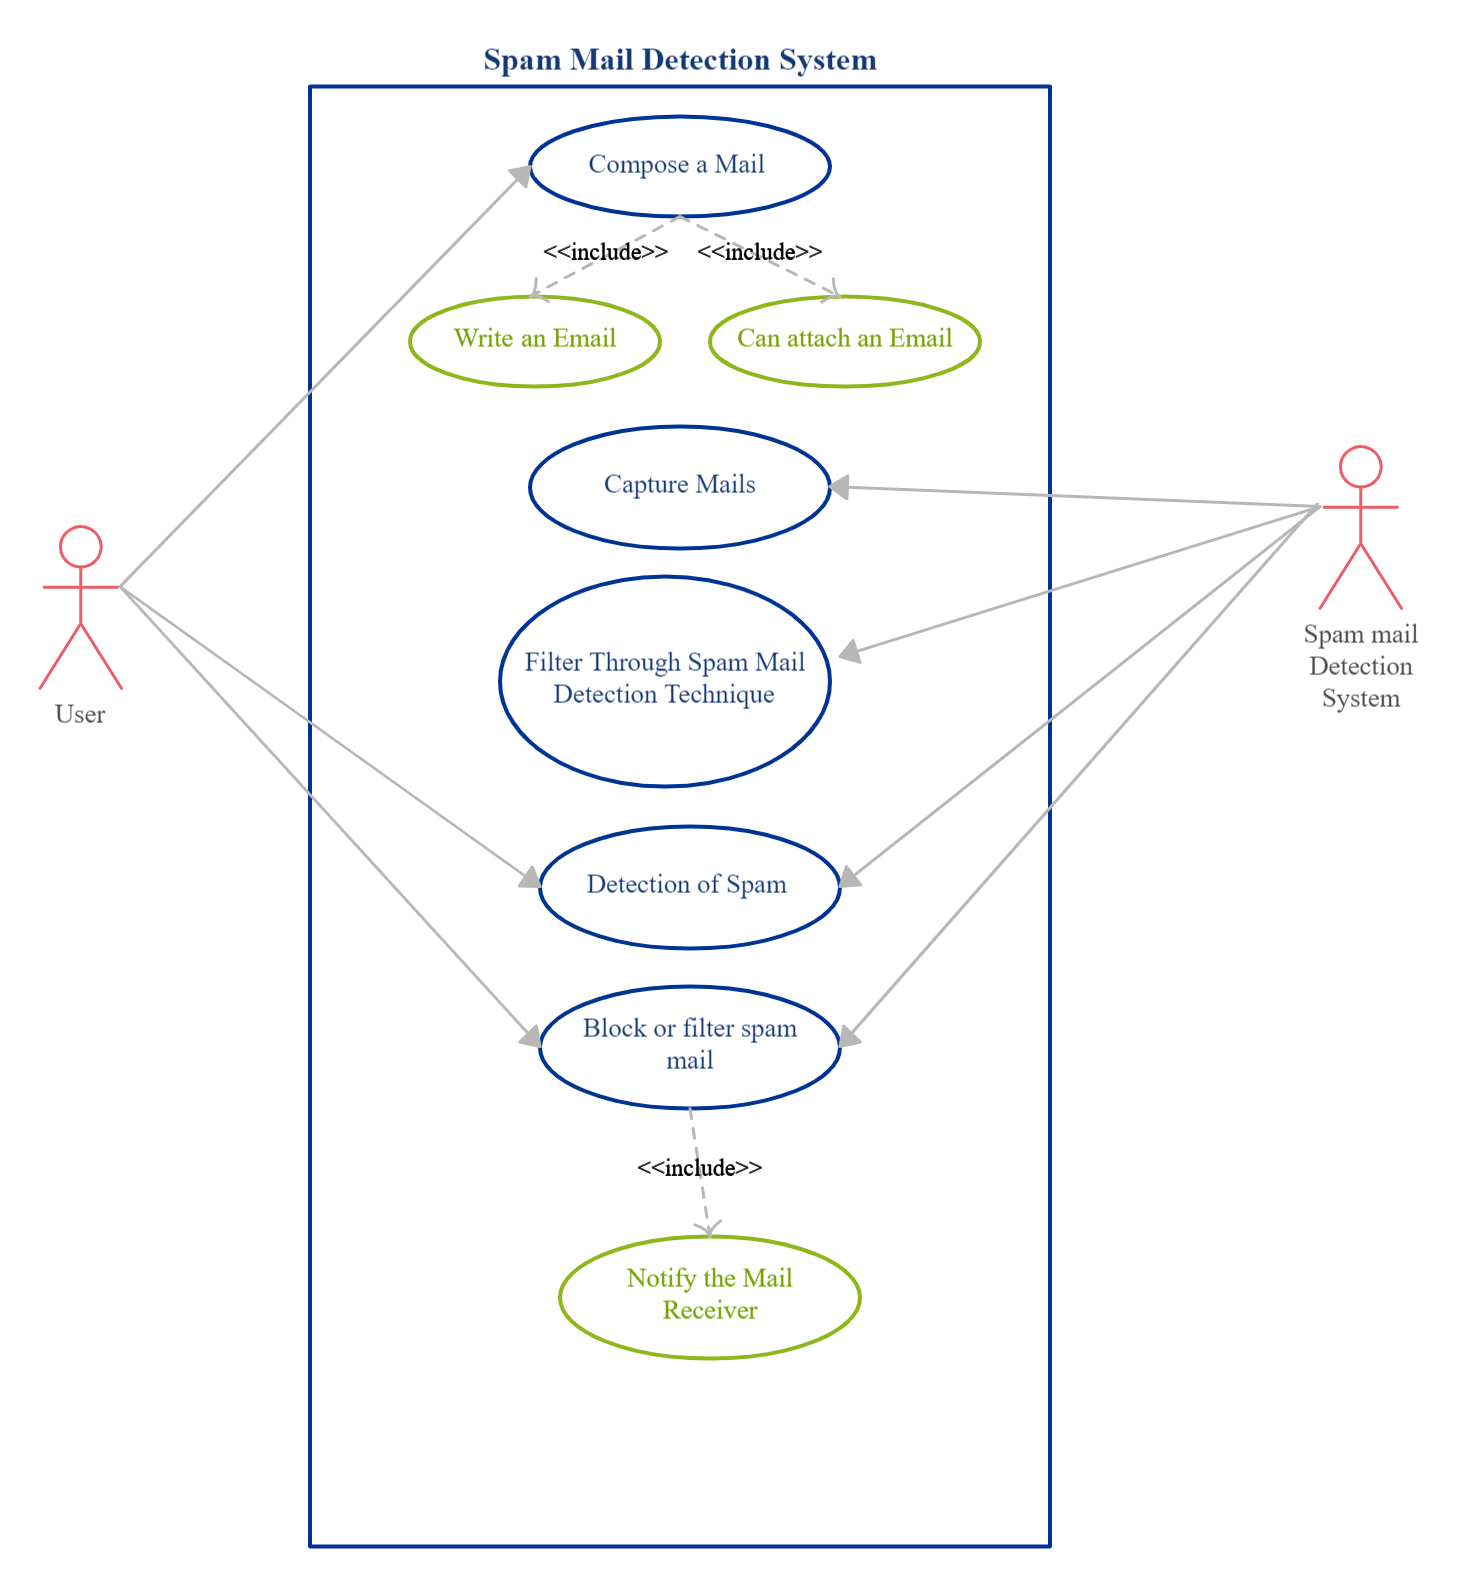 Spam Mail Detection System
Compose a Mail
<<include>>
<<include>>
Write an Email
Can attach an Email
Capture Mails
Filter Through Spam Mail
Detection Technique
User
Spam mail
Detection
System
Detection of Spam
Block or filter spam
mail
<<include>>
Notify the Mail
Receiver